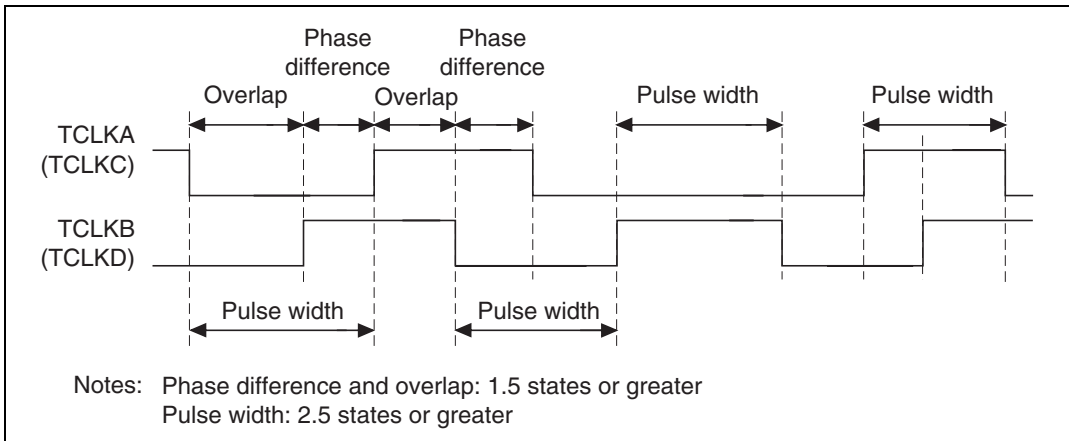 Phase
difference
Phase
difference
Overlap
Overlap
Pulse width
Pulse width
TCLKA
(TCLKC)
TCLKB
(TCLKD)
Pulse width
Pulse width
Notes: Phase difference and overlap: 1.5 states or greater
Pulse width: 2.5 states or greater